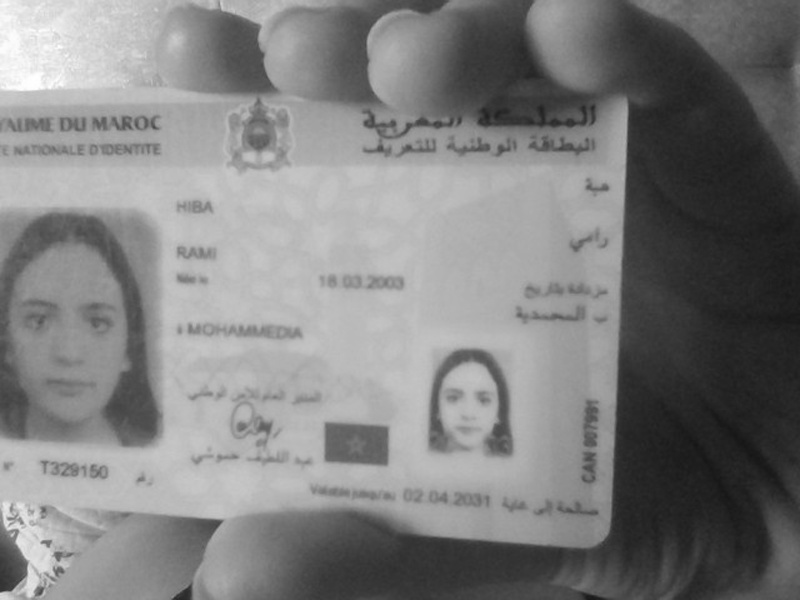 YAUME DU MAROC
المملكة المغربية
E NATIONALE D'IDENTITE
البطاقة الوطنية للتعريف
HIBA
هبة
RAMI
رامي
Née le 18.03.2003
مزدادة بتاريخ
à MOHAMMEDIA
ب المحمدية
المدير العام للأمن الوطني
عبد اللطيف حموشي
N° T329150 رقم
CAN 907991
Valable jusqu'au 02.04.2031 صالحة إلى غاية